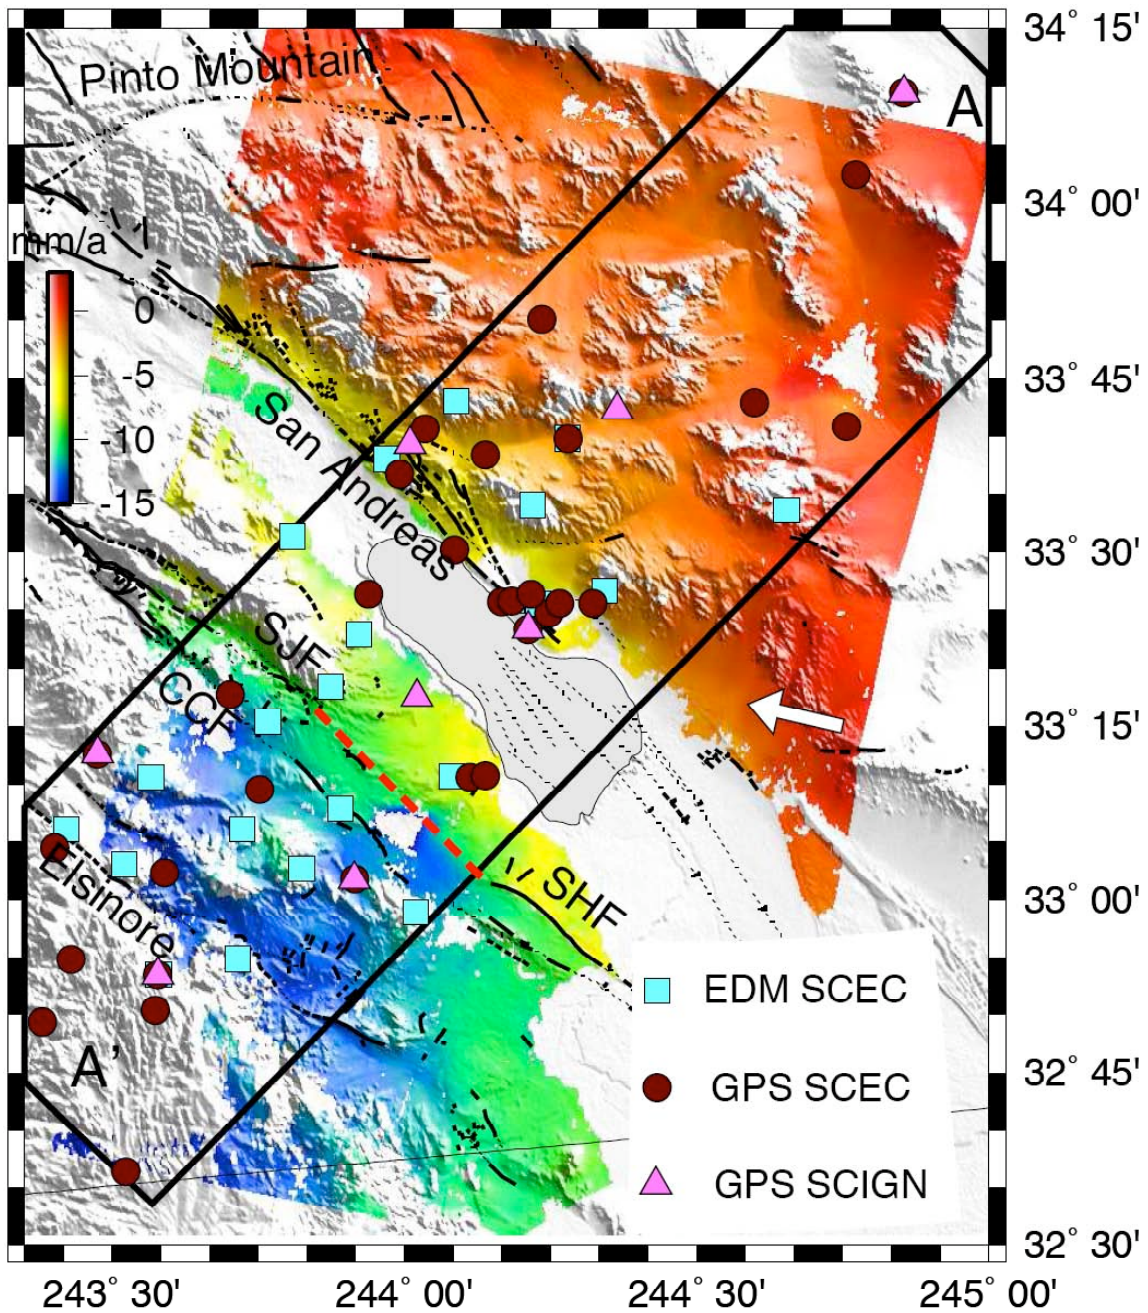 34° 15'
Pinto Mountain
A
34° 00'
mm/a
0
-5
-10
-15
33° 45'
San Andreas
33° 30'
SJF
CCF
33° 15'
Elsinore
SHF
33° 00'
EDM SCEC
A'
GPS SCEC
32° 45'
GPS SCIGN
32° 30'
243° 30' 244° 00' 244° 30' 245° 00'